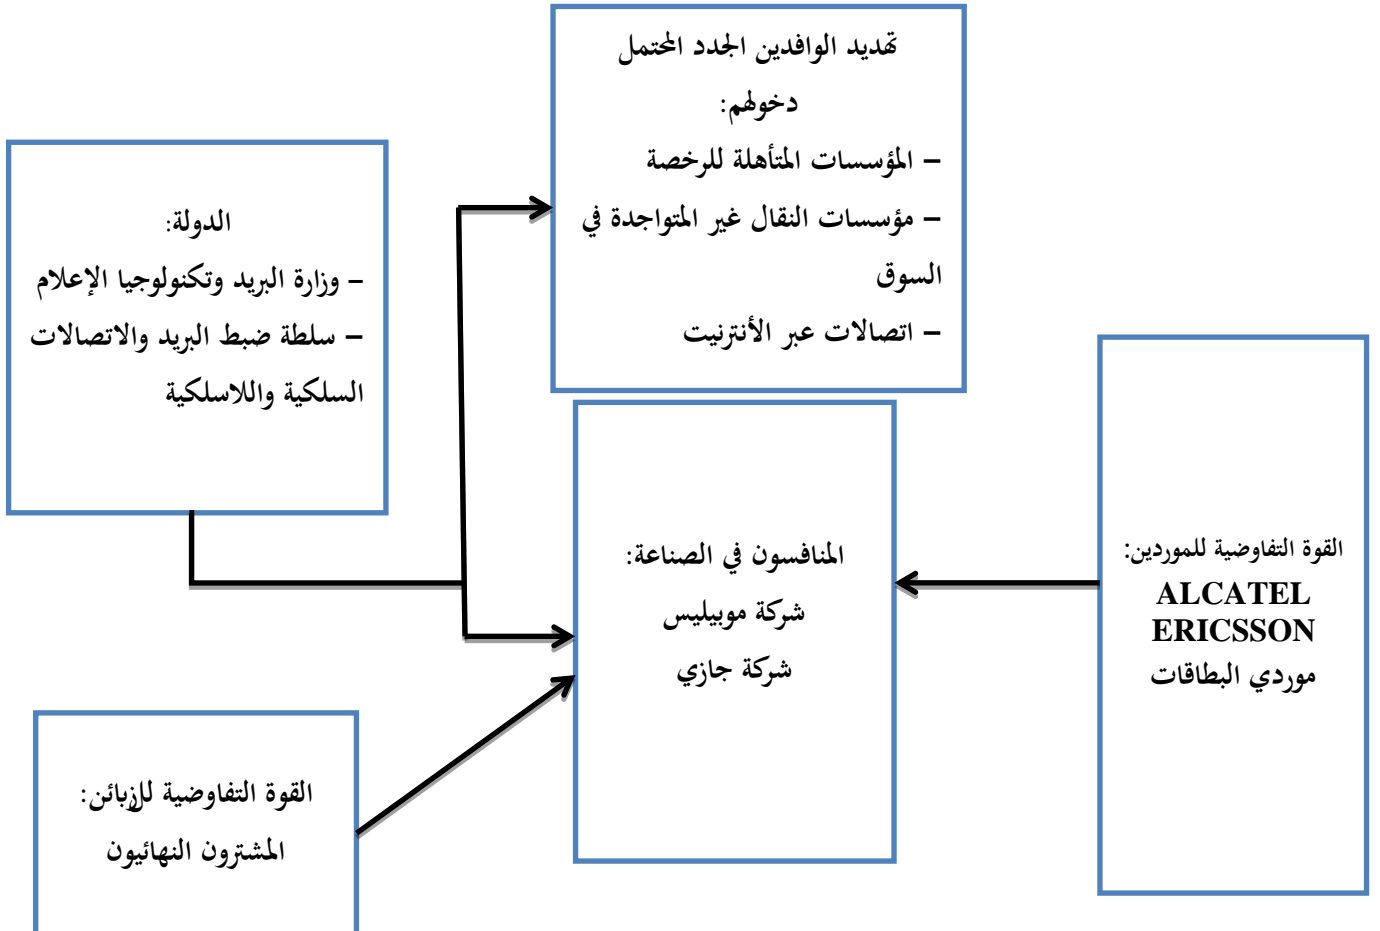 تهديد الوافدين الجدد المحتمل
دخولهم:
– المؤسسات المتأهلة للرخصة
– مؤسسات النقال غير المتواجدة في
السوق
– اتصالات عبر الأنترنيت
الدولة:
– وزارة البريد وتكنولوجيا الإعلام
– سلطة ضبط البريد والاتصالات
السلكية واللاسلكية
القوة التفاوضية للموردين:
ALCATEL
ERICSSON
موردي البطاقات
المنافسون في الصناعة:
شركة موبيليس
شركة جازي
القوة التفاوضية للزبائن:
المشترون النهائيون